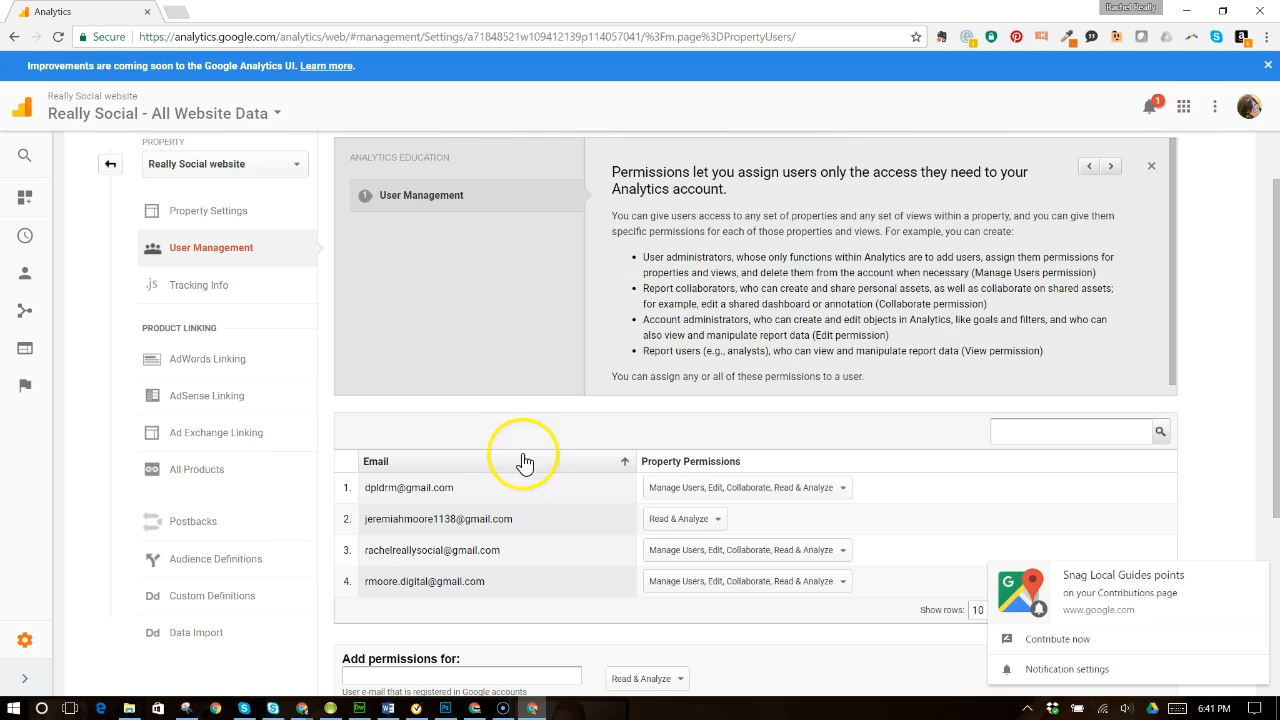 Analytics
Rachel Really
Secure
https://analytics.google.com/analytics/web/#management/Settings/a71848521w109412139p114057041/%3Fm.page%3DPropertyUsers/
Improvements are coming soon to the Google Analytics UI. Learn more.
Really Social website
Really Social - All Website Data
1
PROPERTY
Really Social website
Property Settings
User Management
.js Tracking Info
PRODUCT LINKING
AdWords Linking
AdSense Linking
Ad Exchange Linking
All Products
Postbacks
Audience Definitions
Dd Custom Definitions
Dd Data Import
ANALYTICS EDUCATION
1 User Management
Permissions let you assign users only the access they need to your
Analytics account.
You can give users access to any set of properties and any set of views within a property, and you can give them
specific permissions for each of those properties and views. For example, you can create:
• User administrators, whose only functions within Analytics are to add users, assign them permissions for
properties and views, and delete them from the account when necessary (Manage Users permission)
• Report collaborators, who can create and share personal assets, as well as collaborate on shared assets;
for example, edit a shared dashboard or annotation (Collaborate permission)
• Account administrators, who can create and edit objects in Analytics, like goals and filters, and who can
also view and manipulate report data (Edit permission)
• Report users (e.g., analysts), who can view and manipulate report data (View permission)
You can assign any or all of these permissions to a user.
Email Property Permissions
1. dpldrm@gmail.com Manage Users, Edit, Collaborate, Read & Analyze
2. jeremiahmoore1138@gmail.com Read & Analyze
3. rachelreallysocial@gmail.com Manage Users, Edit, Collaborate, Read & Analyze
4. rmoore.digital@gmail.com Manage Users, Edit, Collaborate, Read & Analyze
Show rows: 10
Add permissions for:
Read & Analyze
User e-mail that is registered in Google accounts
Snag Local Guides points
on your Contributions page
www.google.com
Contribute now
Notification settings
6:41 PM